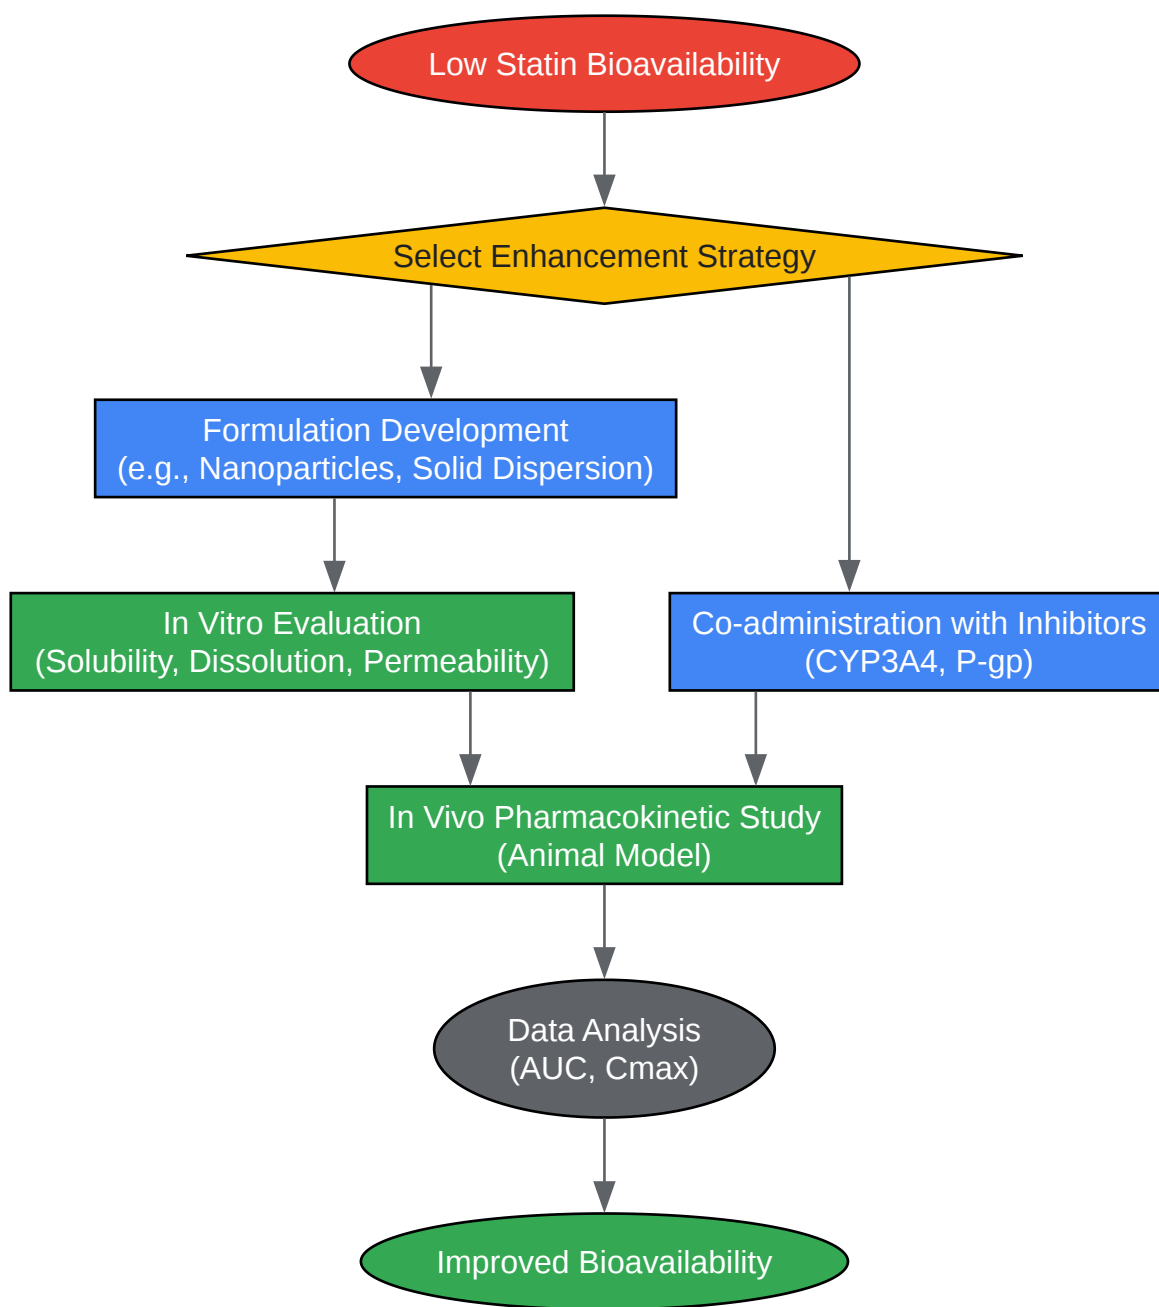 Low Statin Bioavailability
Select Enhancement Strategy
Formulation Development
(e.g., Nanoparticles, Solid Dispersion)
In Vitro Evaluation
(Solubility, Dissolution, Permeability)
Co-administration with Inhibitors
(CYP3A4, P-gp)
In Vivo Pharmacokinetic Study
(Animal Model)
Data Analysis
(AUC, Cmax)
Improved Bioavailability